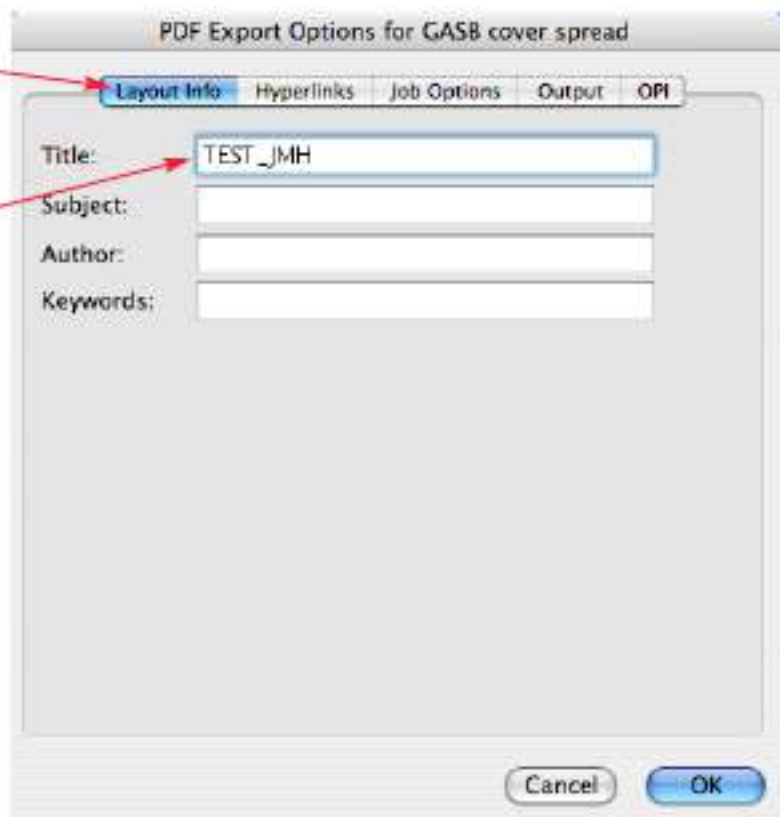 PDF Export Options for GASB cover spread
Layout Info Hyperlinks Job Options Output OPI
Title: TEST_JMH
Subject:
Author:
Keywords:
Cancel OK